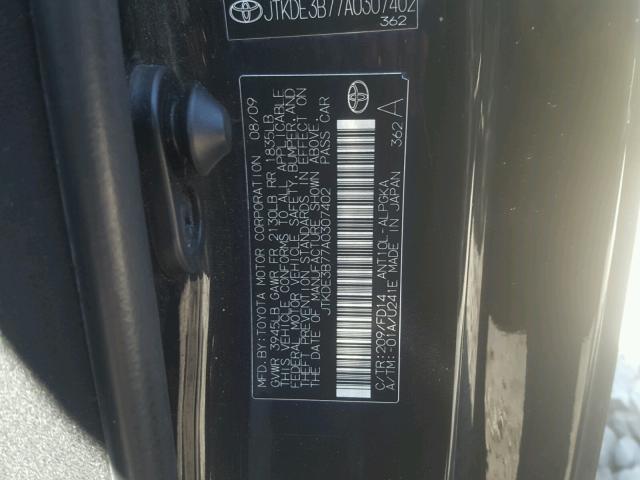 JTKDE3B77A0307402
362
MFD.BY:TOYOTA MOTOR CORPORATION 08/09
GVWR 3945LB GAWR FR 2130LB RR 1835LB
THIS VEHICLE CONFORMS TO ALL APPLICABLE
FEDERAL MOTOR VEHICLE SAFETY, BUMPER, AND
THEFT PREVENTION STANDARDS IN EFFECT
ON THE DATE OF MANUFACTURE SHOWN ABOVE.
JTKDE3B77A0307402 PASS CAR
C/TR:209/FD14 ANT10L-ALPGKA
A/TM:-01A/U241E MADE IN JAPAN
362 A